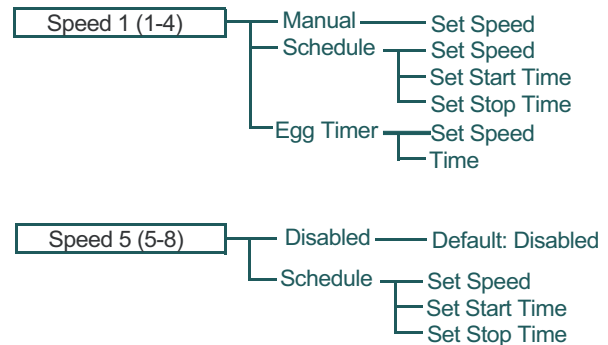 Speed 1 (1-4)
Manual
Set Speed
Schedule
Set Speed
Set Start Time
Set Stop Time
Egg Timer
Set Speed
Time
Speed 5 (5-8)
Disabled
Default: Disabled
Schedule
Set Speed
Set Start Time
Set Stop Time